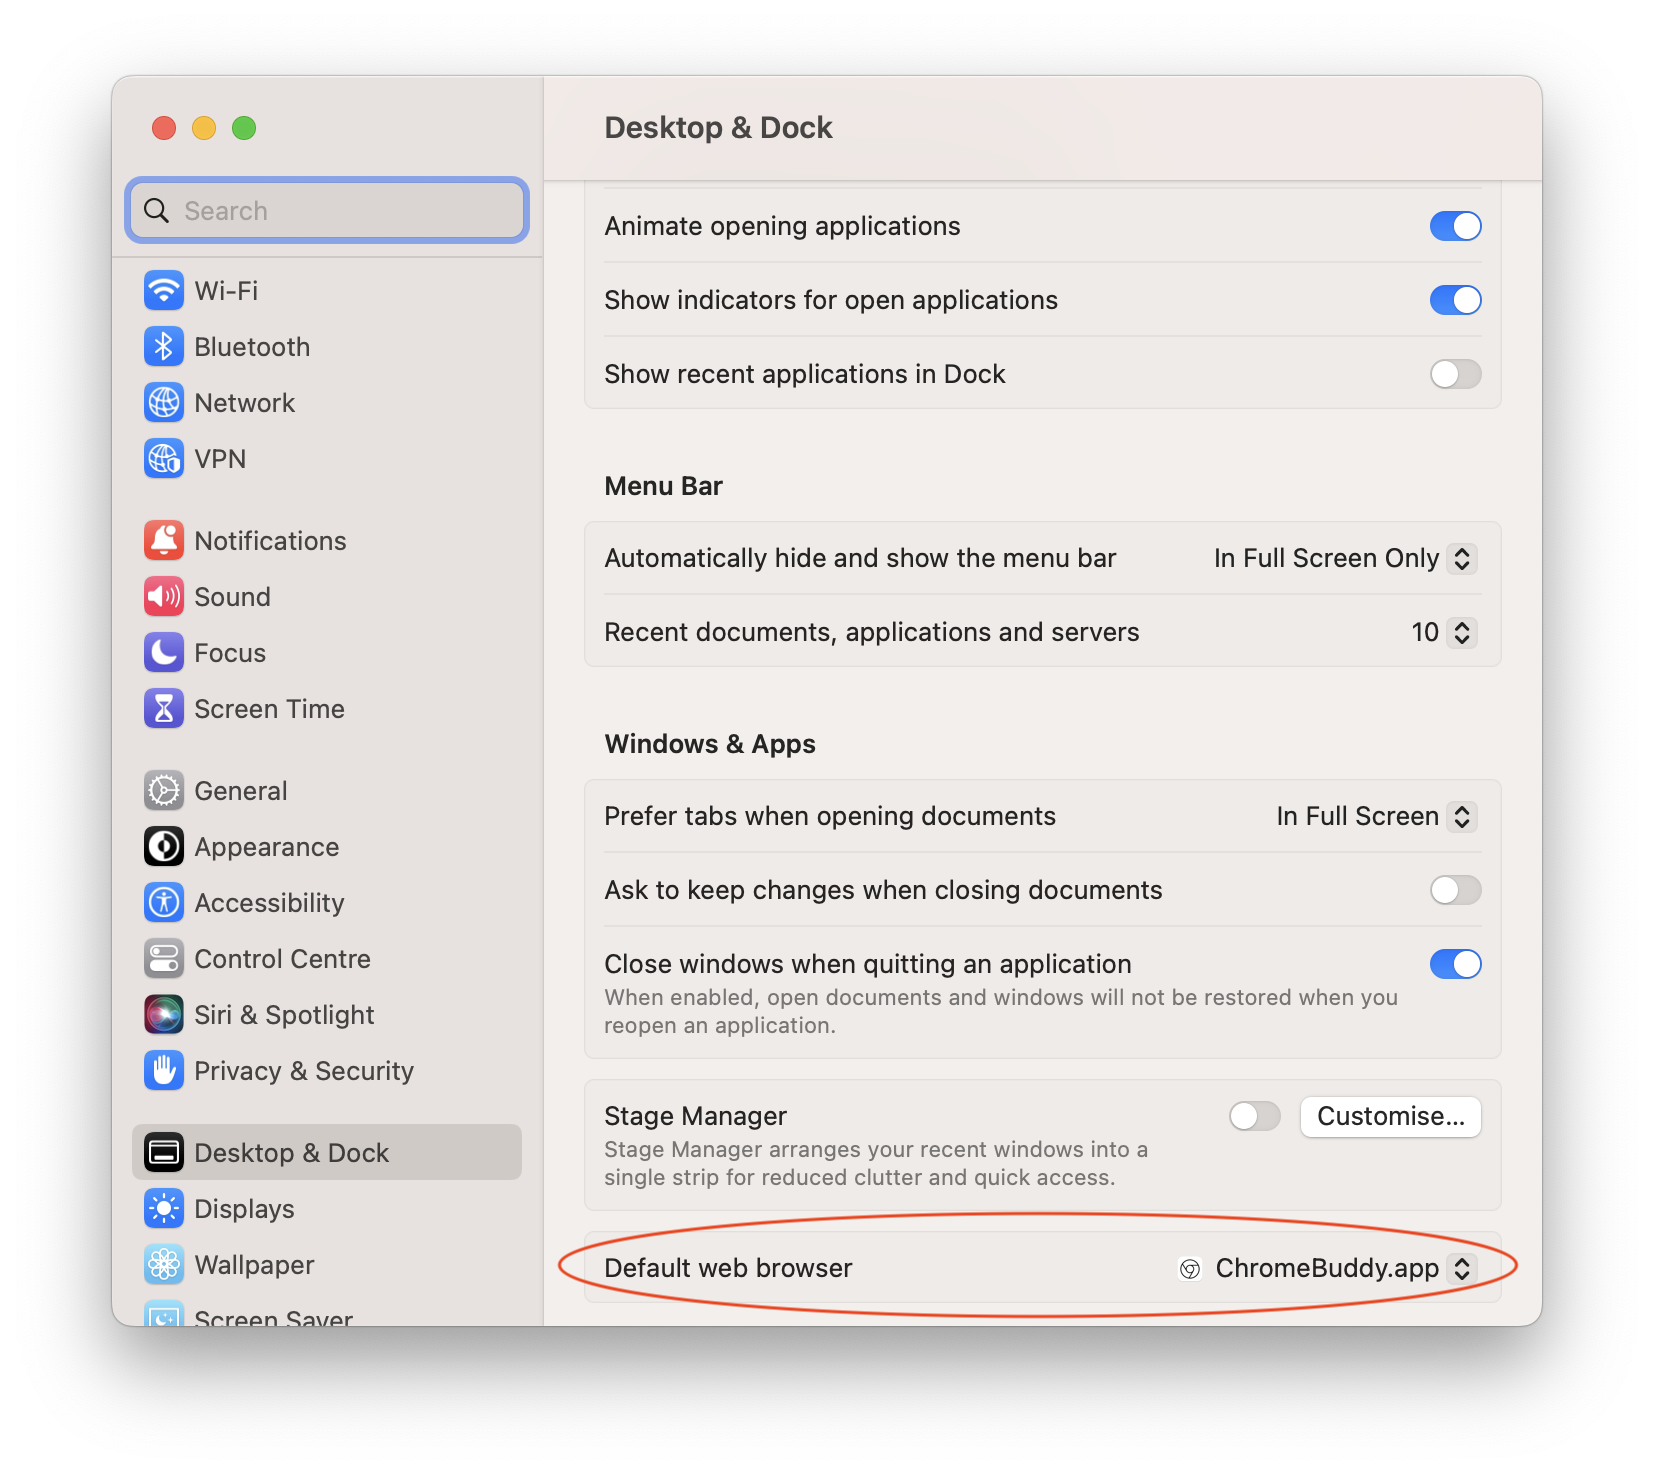 Search
Wi-Fi
Bluetooth
Network
VPN
Notifications
Sound
Focus
Screen Time
General
Appearance
Accessibility
Control Centre
Siri & Spotlight
Privacy & Security
Desktop & Dock
Displays
Wallpaper
Screen Saver
Desktop & Dock
Animate opening applications
Show indicators for open applications
Show recent applications in Dock
Menu Bar
Automatically hide and show the menu bar In Full Screen Only
Recent documents, applications and servers 10
Windows & Apps
Prefer tabs when opening documents In Full Screen
Ask to keep changes when closing documents
Close windows when quitting an application
When enabled, open documents and windows will not be restored when you
reopen an application.
Stage Manager Customise...
Stage Manager arranges your recent windows into a
single strip for reduced clutter and quick access.
Default web browser ChromeBuddy.app